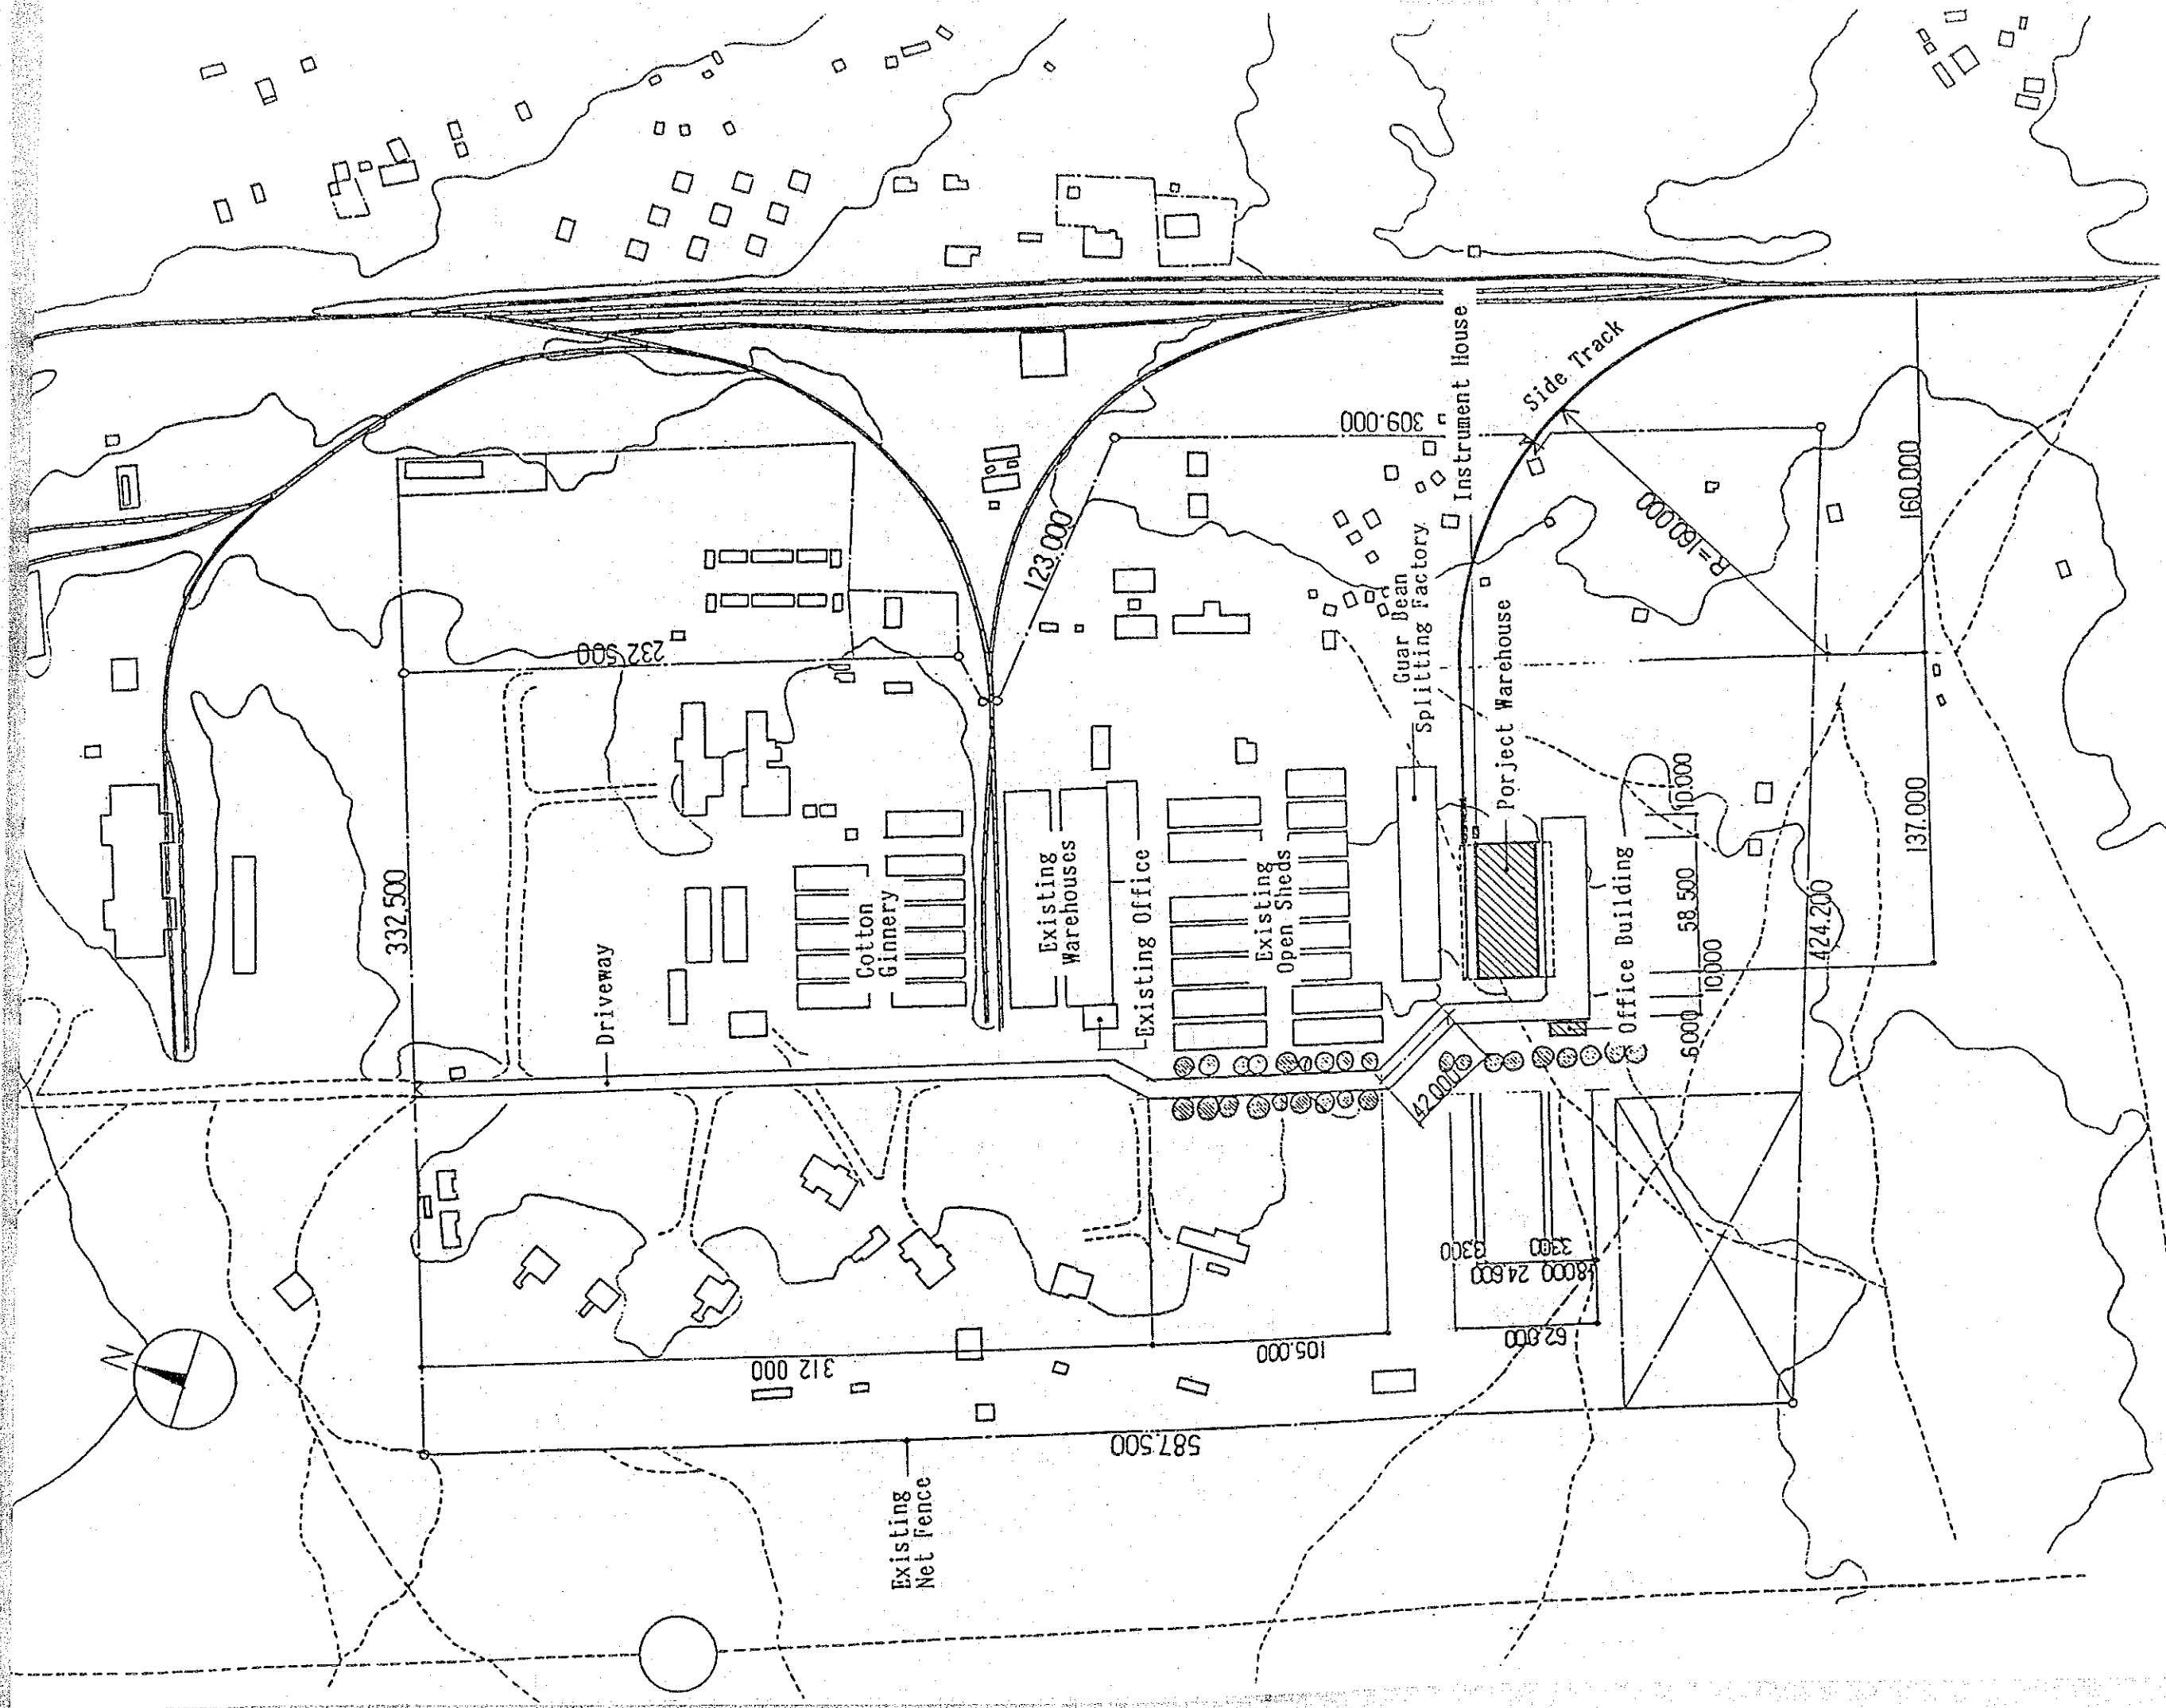 N
Instrument House
Side Track
309.000
123.000
R=160.000
160.000
232.500
Guar Bean
Splitting Factory
Porject Warehouse
332.500
Driveway
Cotton
Ginnery
Existing
Warehouses
Existing Office
Existing
Open Sheds
Office Building
10.000
58.500
10000
6000
137.000
424.200
42.000
3300
3300
24.600
18000
62.000
105.000
312 000
587.500
Existing
Net Fence